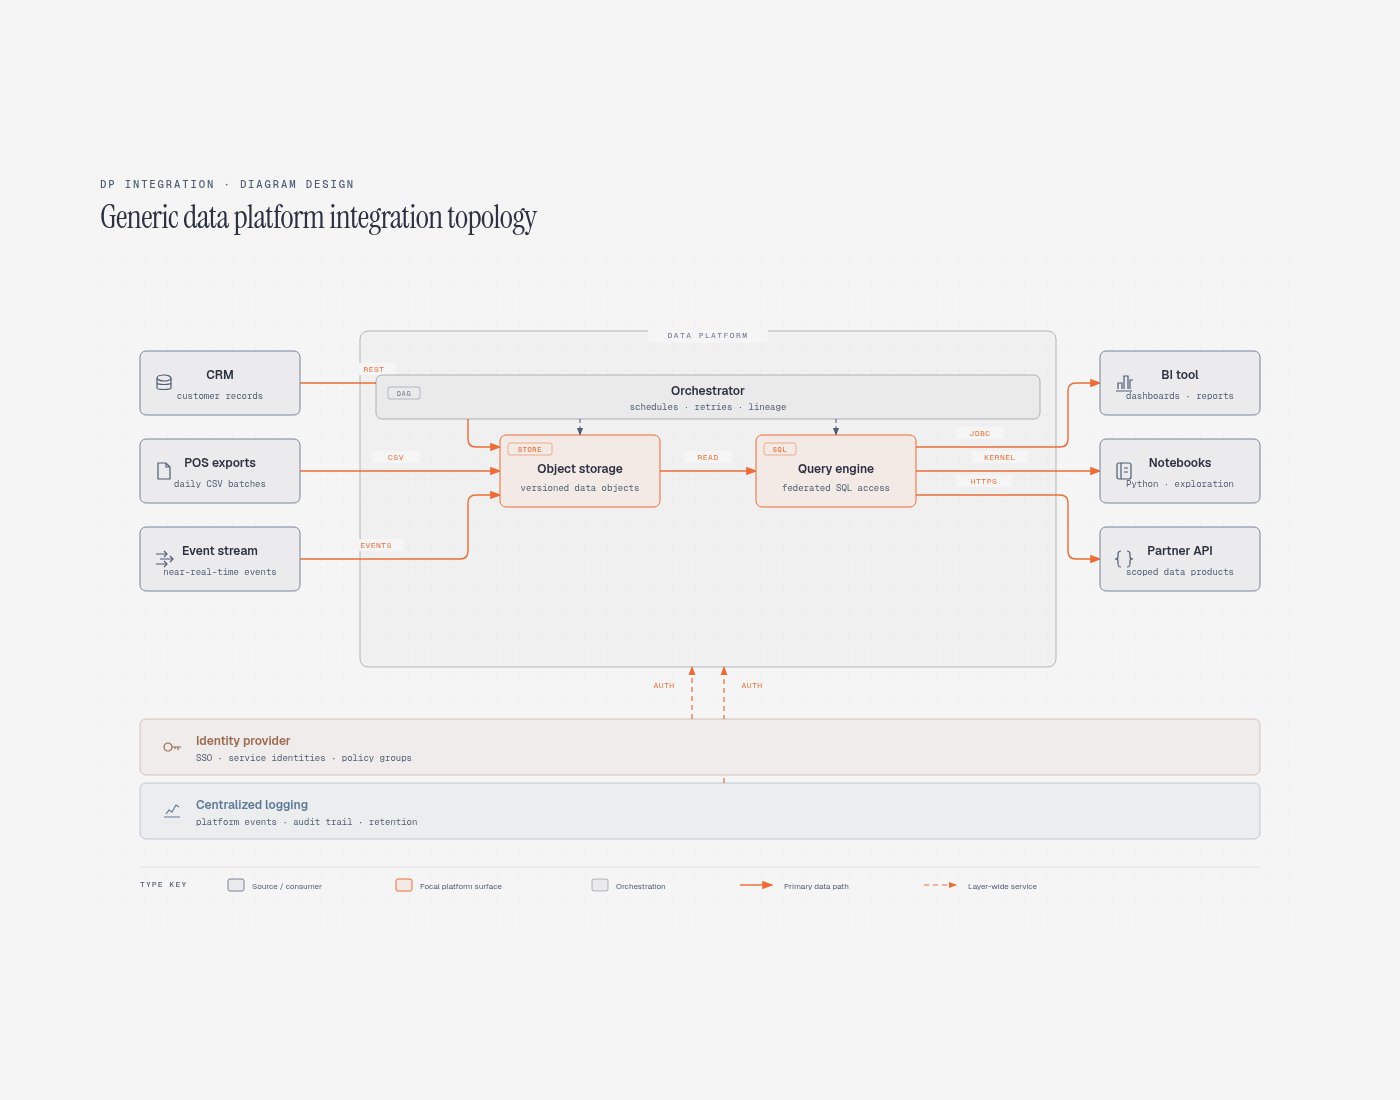 DP INTEGRATION · DIAGRAM DESIGN
Generic data platform integration topology
DATA PLATFORM
CRM
customer records
REST
DAG
Orchestrator
schedules · retries · lineage
BI tool
dashboards · reports
POS exports
daily CSV batches
CSV
STORE
Object storage
versioned data objects
READ
SQL
Query engine
federated SQL access
JDBC
KERNEL
HTTPS
Notebooks
Python · exploration
Event stream
near-real-time events
EVENTS
Partner API
scoped data products
AUTH
AUTH
Identity provider
SSO · service identities · policy groups
Centralized logging
platform events · audit trail · retention
TYPE KEY
Source / consumer
Focal platform surface
Orchestration
Primary data path
Layer-wide service